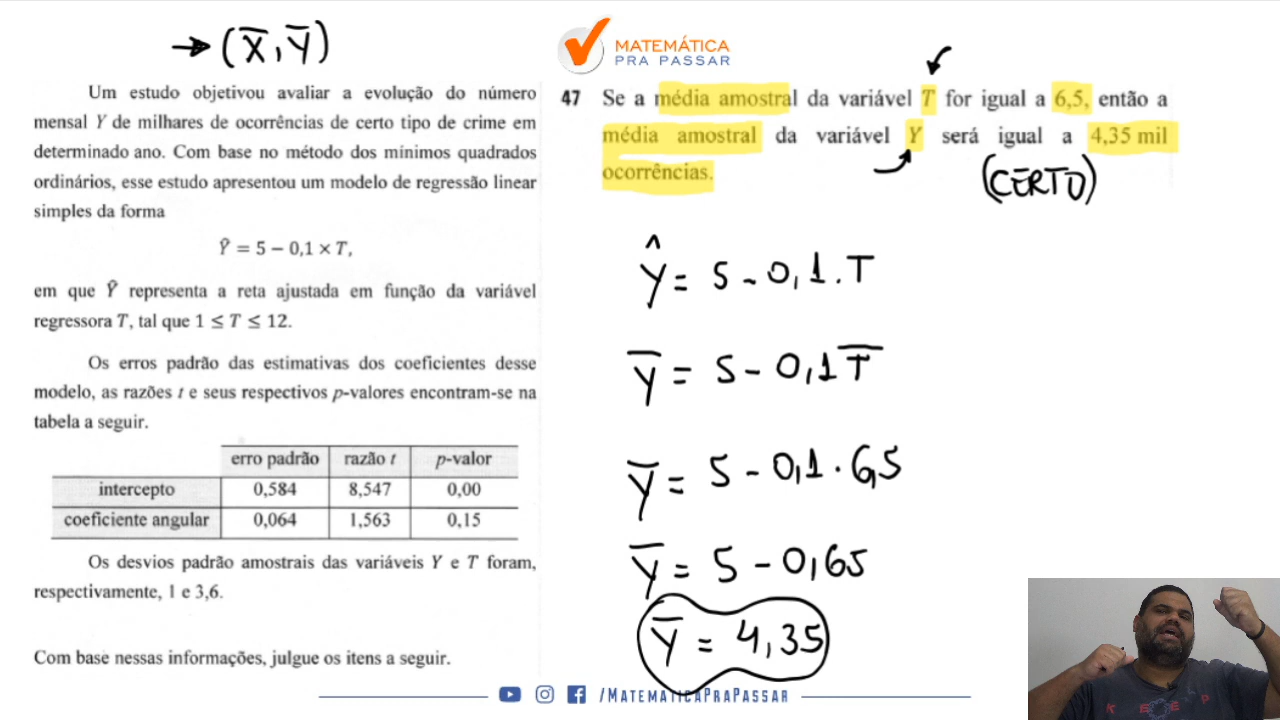 → (X̄, Ȳ)
MATEMÁTICA
PRA PASSAR
Um estudo objetivou avaliar a evolução do número
mensal Y de milhares de ocorrências de certo tipo de crime em
determinado ano. Com base no método dos mínimos quadrados
ordinários, esse estudo apresentou um modelo de regressão linear
simples da forma
Ŷ = 5 − 0,1 × T,
em que Ŷ representa a reta ajustada em função da variável
regressora T, tal que 1 ≤ T ≤ 12.
Os erros padrão das estimativas dos coeficientes desse
modelo, as razões t e seus respectivos p-valores encontram-se na
tabela a seguir.
erro padrão razão t p-valor
intercepto 0,584 8,547 0,00
coeficiente angular 0,064 1,563 0,15
Os desvios padrão amostrais das variáveis Y e T foram,
respectivamente, 1 e 3,6.
Com base nessas informações, julgue os itens a seguir.
47 Se a média amostral da variável T for igual a 6,5, então a
média amostral da variável Y será igual a 4,35 mil
ocorrências.
(CERTO)
Ŷ = 5 - 0,1 . T
Ȳ = 5 - 0,1 T̄
Ȳ = 5 - 0,1 . 6,5
Ȳ = 5 - 0,65
Ȳ = 4,35
/MATEMATICAPRAPASSAR
KEEP